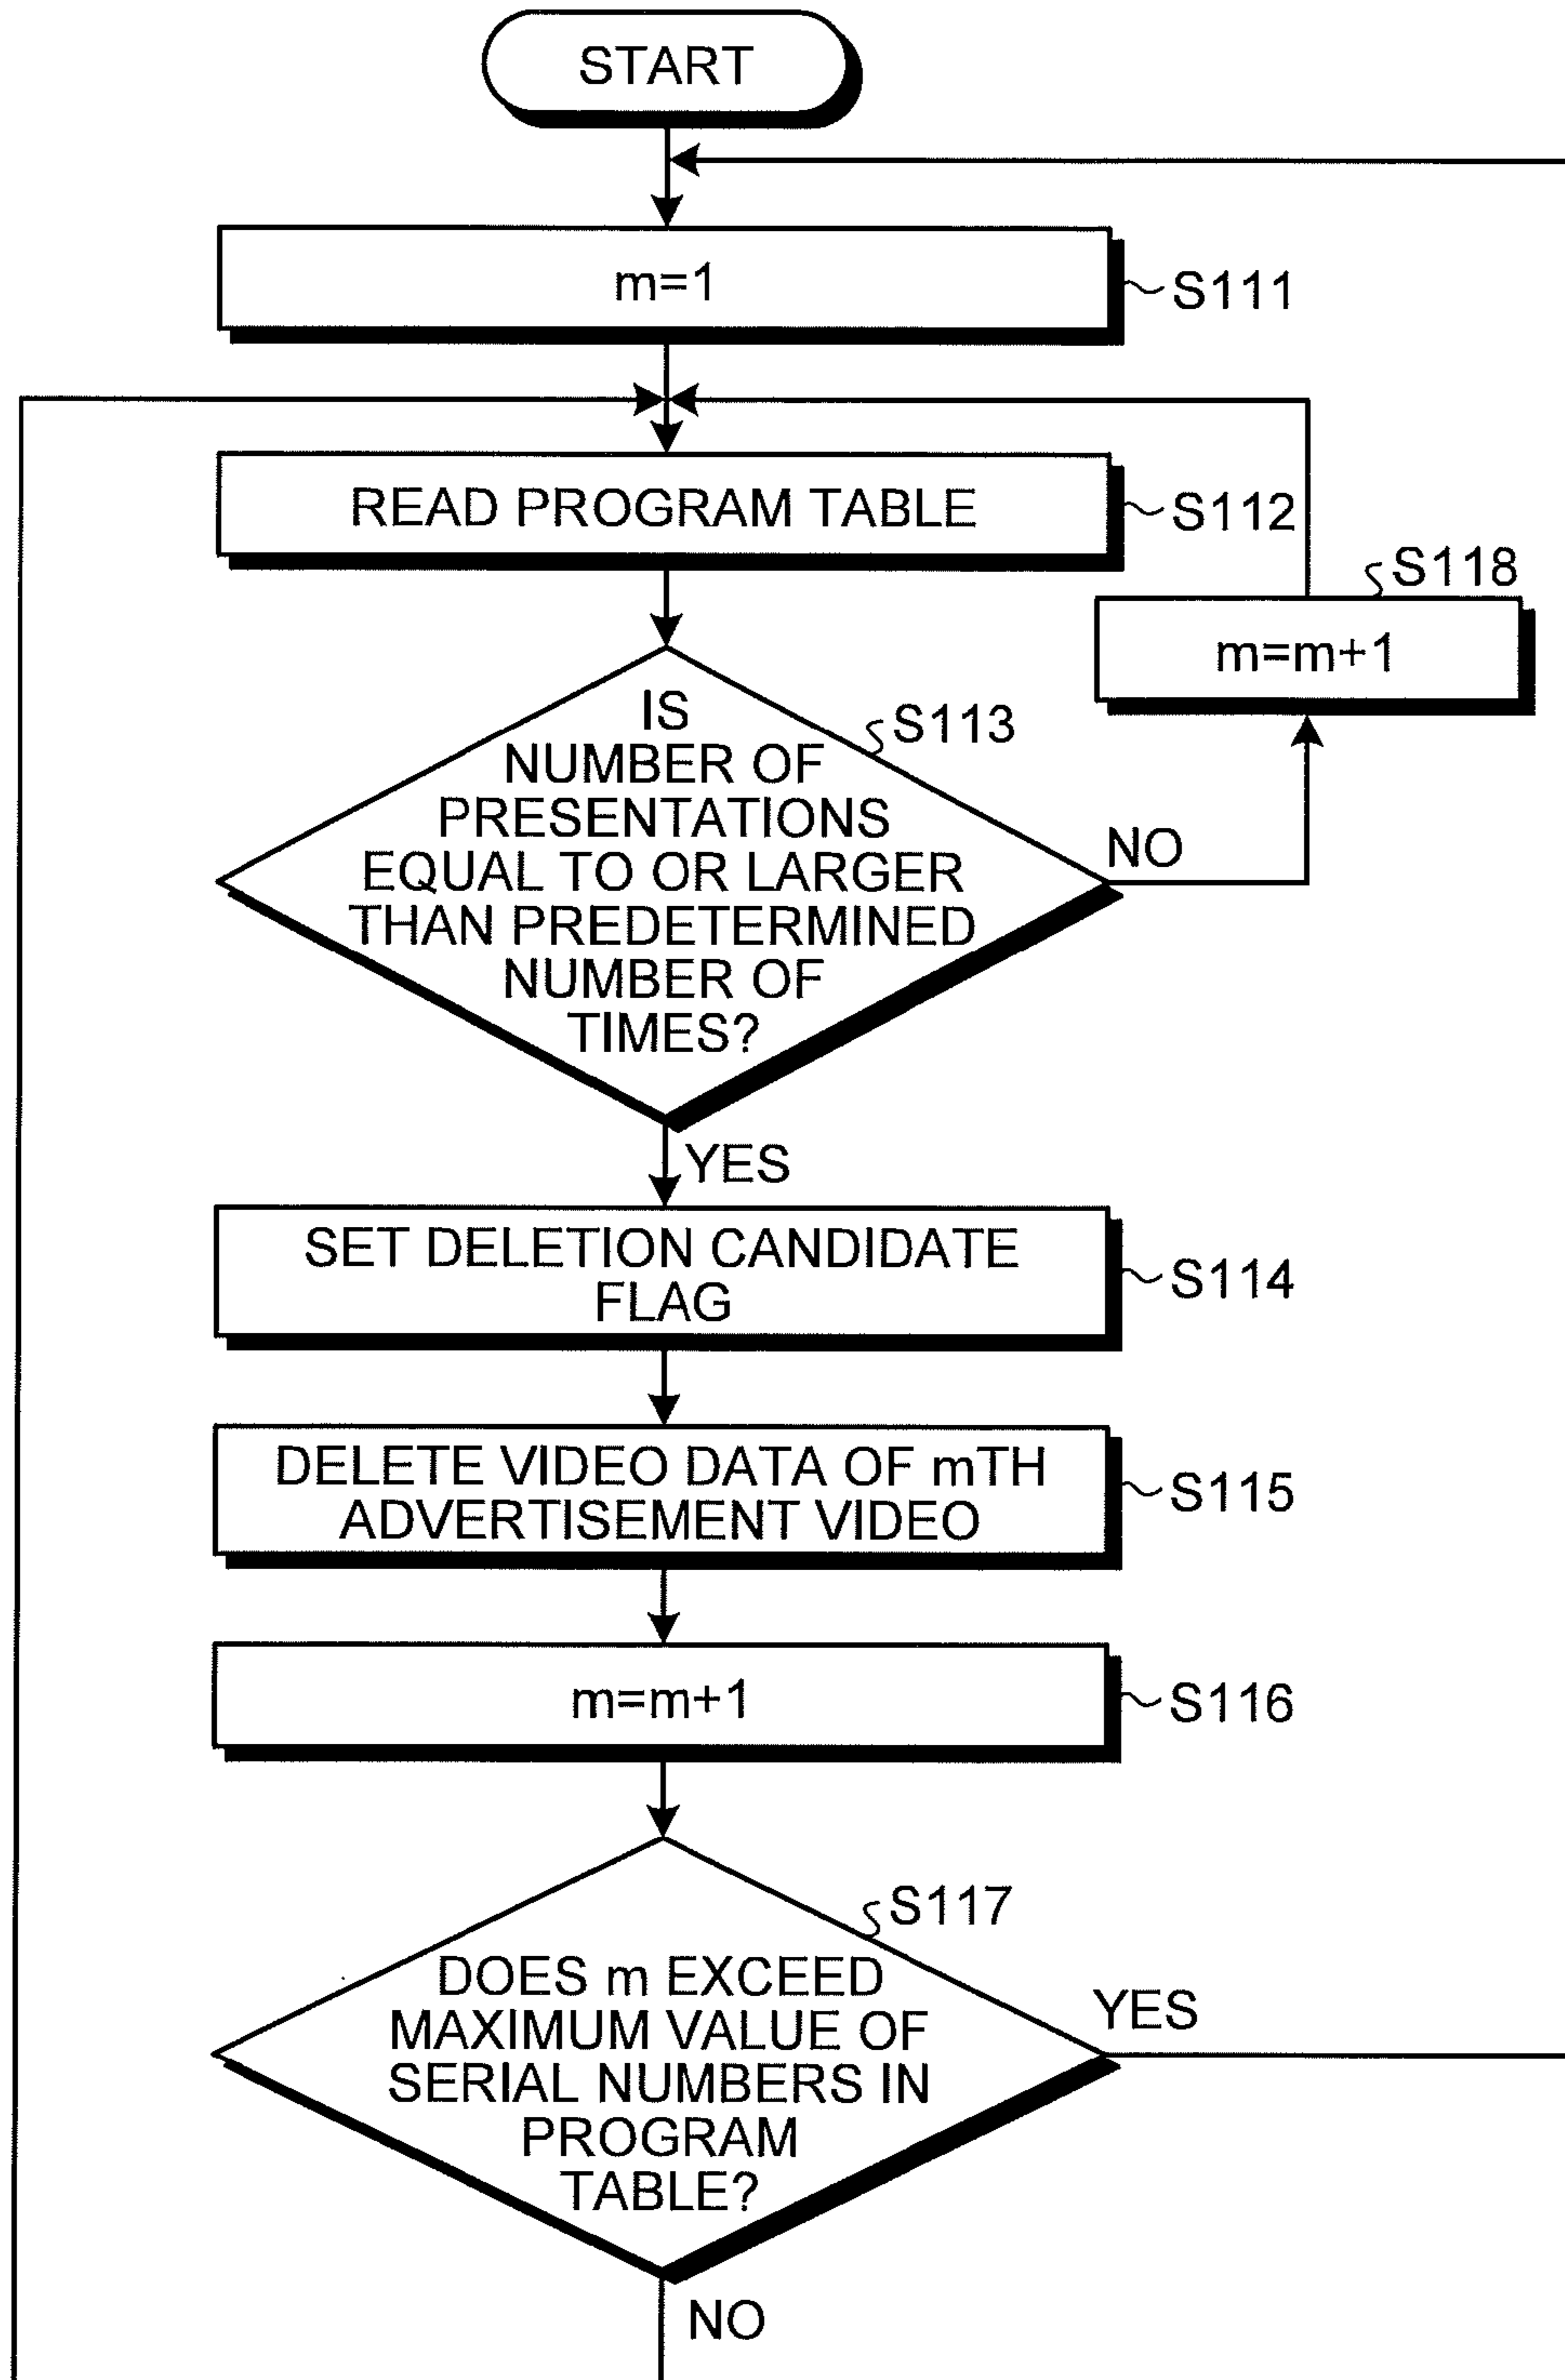 START
m=1
S111
READ PROGRAM TABLE
S112
S118
m=m+1
IS
NUMBER OF
PRESENTATIONS
EQUAL TO OR LARGER
THAN PREDETERMINED
NUMBER OF
TIMES?
S113
NO
YES
SET DELETION CANDIDATE
FLAG
S114
DELETE VIDEO DATA OF mTH
ADVERTISEMENT VIDEO
S115
m=m+1
S116
S117
DOES m EXCEED
MAXIMUM VALUE OF
SERIAL NUMBERS IN
PROGRAM
TABLE?
YES
NO